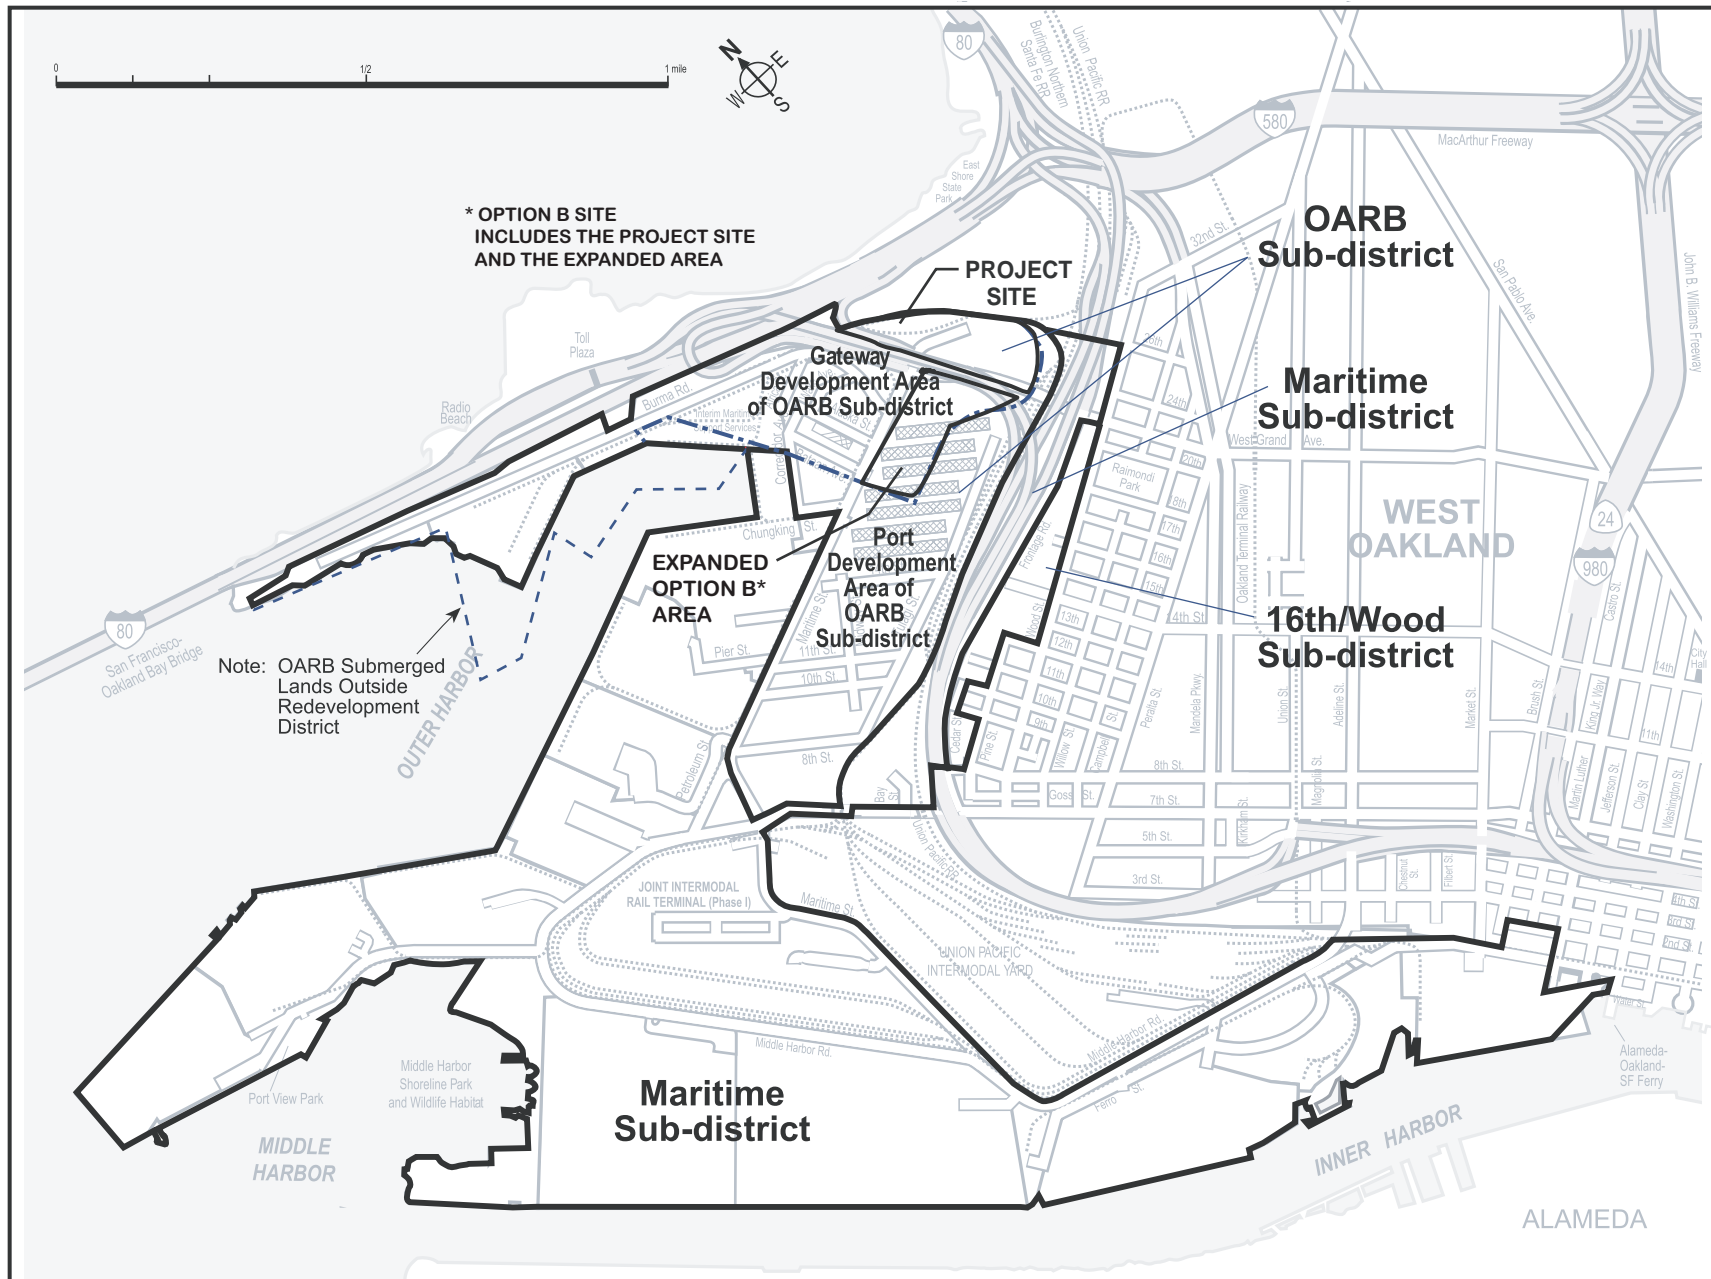 0
1/2
1 mile
N
E
W
S
80
Burlington Northern
Santa Fe RR
Union Pacific RR
580
MacArthur Freeway
East
Shore
State
Park
* OPTION B SITE
INCLUDES THE PROJECT SITE
AND THE EXPANDED AREA
32nd St.
OARB
Sub-district
San Pablo Ave.
John B. Williams Freeway
PROJECT
SITE
Toll
Plaza
26th
Gateway
Development Area
of OARB Sub-district
Maritime
Sub-district
Radio
Beach
Burma Rd.
24th
West Grand Ave.
20th
Raimondi
Park
18th
17th
16th
15th
Oakland Terminal Railway
WEST
OAKLAND
24
980
Chungking St.
Frontage Rd.
EXPANDED
OPTION B*
AREA
Port
Development
Area of
OARB
Sub-district
Maritime St.
Castro St.
80
San Francisco-
Oakland Bay Bridge
Note: OARB Submerged
Lands Outside
Redevelopment
District
OUTER HARBOR
Pier St.
11th St.
10th St
Wood St.
13th
12th
11th
10th
9th
14th St.
16th/Wood
Sub-district
14th
City
Hall
11th
Petroleum St.
8th St.
Cedar St.
Pine St.
Willow St.
Campbell St.
Peralta St.
Mandela Pkwy.
Union St.
Adeline St.
Market St.
Brush St.
King Jr. Way
Martin Luther
Jefferson St.
Clay St.
Washington St.
8th St.
7th St.
5th St.
3rd St.
Goss St.
Bay
St.
Kirkham St.
Magnolia St.
Chestnut
St.
Filbert St.
4th St
3rd St
2nd St
Union Pacific RR
JOINT INTERMODAL
RAIL TERMINAL (Phase I)
Maritime St.
UNION PACIFIC
INTERMODAL YARD
Water St.
Middle Harbor Rd.
Middle Harbor Rd.
Ferro St.
Middle Harbor
Shoreline Park
and Wildlife Habitat
Port View Park
MIDDLE
HARBOR
Maritime
Sub-district
Alameda-
Oakland-
SF Ferry
INNER HARBOR
ALAMEDA